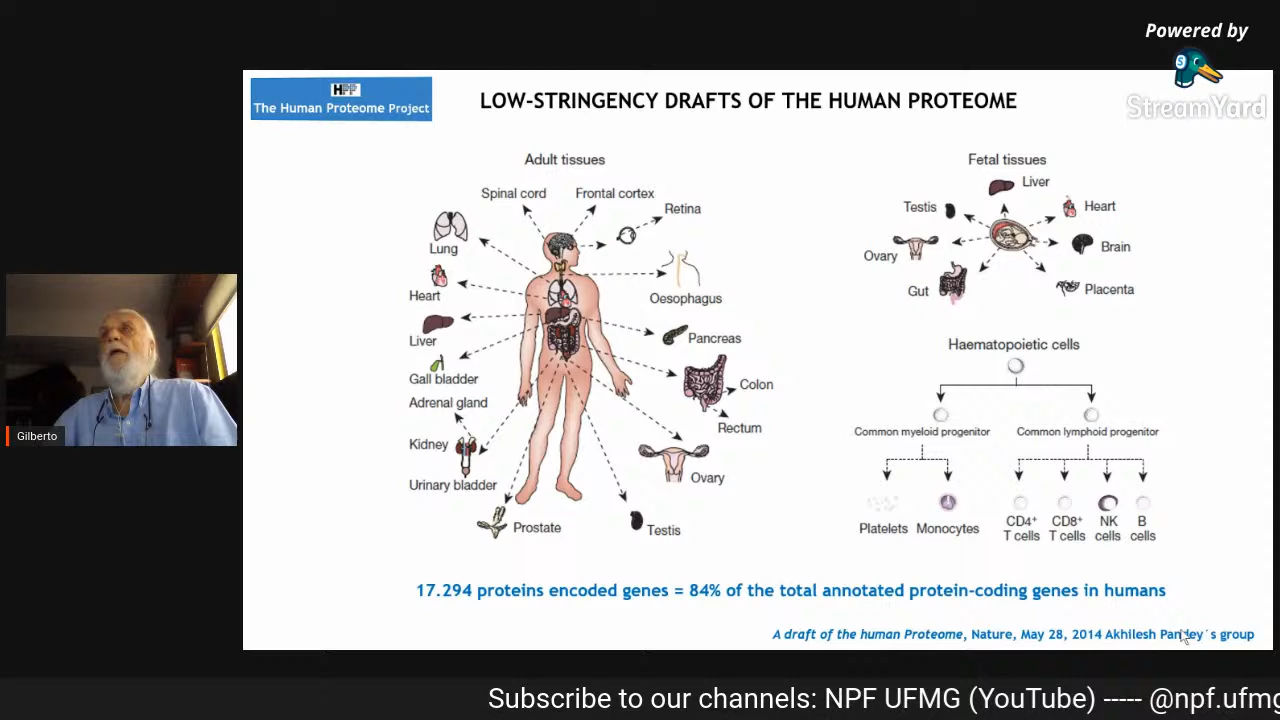 Powered by
StreamYard
HPP
The Human Proteome Project
LOW-STRINGENCY DRAFTS OF THE HUMAN PROTEOME
Adult tissues
Spinal cord
Frontal cortex
Retina
Lung
Heart
Oesophagus
Liver
Pancreas
Gall bladder
Colon
Adrenal gland
Rectum
Kidney
Urinary bladder
Ovary
Prostate
Testis
Fetal tissues
Liver
Testis
Heart
Ovary
Brain
Gut
Placenta
Haematopoietic cells
Common myeloid progenitor
Common lymphoid progenitor
Platelets
Monocytes
CD4+
T cells
CD8+
T cells
NK
cells
B
cells
17.294 proteins encoded genes = 84% of the total annotated protein-coding genes in humans
A draft of the human Proteome, Nature, May 28, 2014 Akhilesh Pandey´s group
Gilberto
Subscribe to our channels: NPF UFMG (YouTube) ----- @npf.ufmg